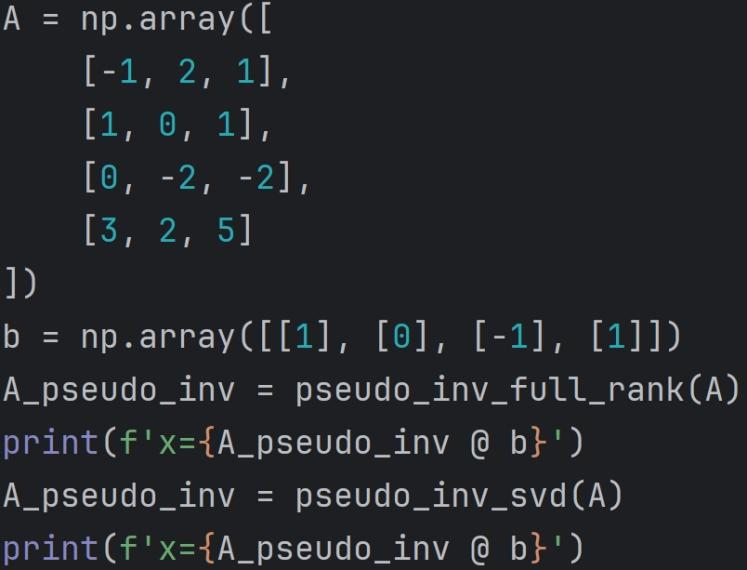 A = np.array([
    [-1, 2, 1],
    [1, 0, 1],
    [0, -2, -2],
    [3, 2, 5]
])
b = np.array([[1], [0], [-1], [1]])
A_pseudo_inv = pseudo_inv_full_rank(A)
print(f'x={A_pseudo_inv @ b}')
A_pseudo_inv = pseudo_inv_svd(A)
print(f'x={A_pseudo_inv @ b}')